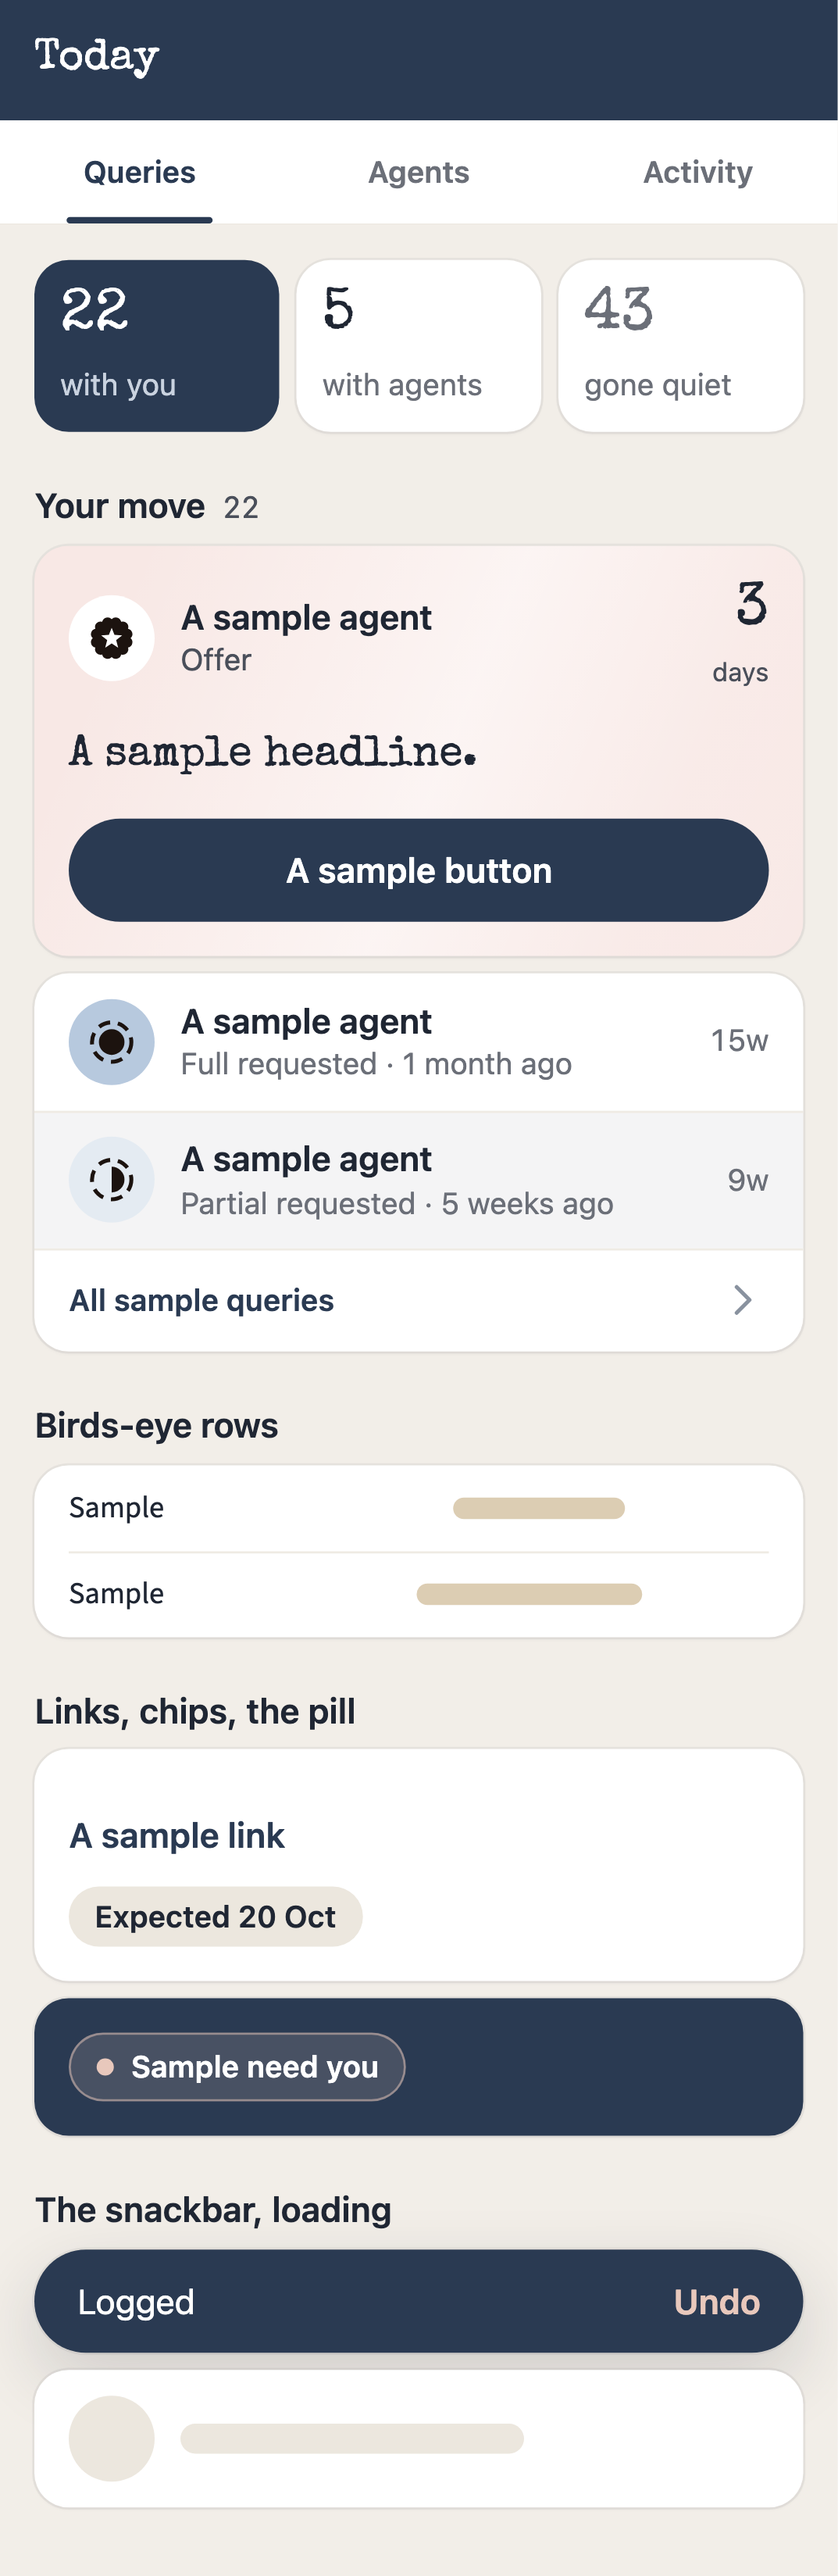 Today
Queries Agents Activity
22 5 43
with you with agents gone quiet
Your move 22
A sample agent
Offer
3
days
A sample headline.
A sample button
A sample agent
Full requested · 1 month ago
15w
A sample agent
Partial requested · 5 weeks ago
9w
All sample queries
Birds-eye rows
Sample
Sample
Links, chips, the pill
A sample link
Expected 20 Oct
Sample need you
The snackbar, loading
Logged Undo